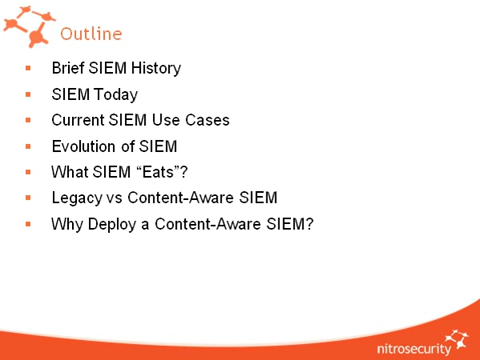 Outline
Brief SIEM History
SIEM Today
Current SIEM Use Cases
Evolution of SIEM
What SIEM “Eats”?
Legacy vs Content-Aware SIEM
Why Deploy a Content-Aware SIEM?
nitrosecurity